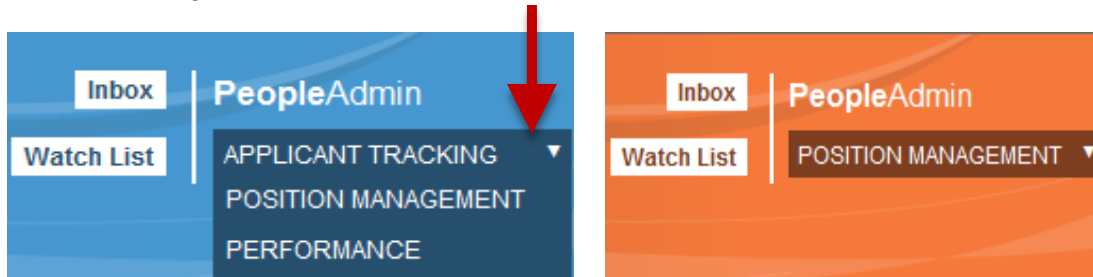 Inbox
PeopleAdmin
Watch List
APPLICANT TRACKING ▼
POSITION MANAGEMENT
PERFORMANCE
Inbox
PeopleAdmin
Watch List
POSITION MANAGEMENT ▼